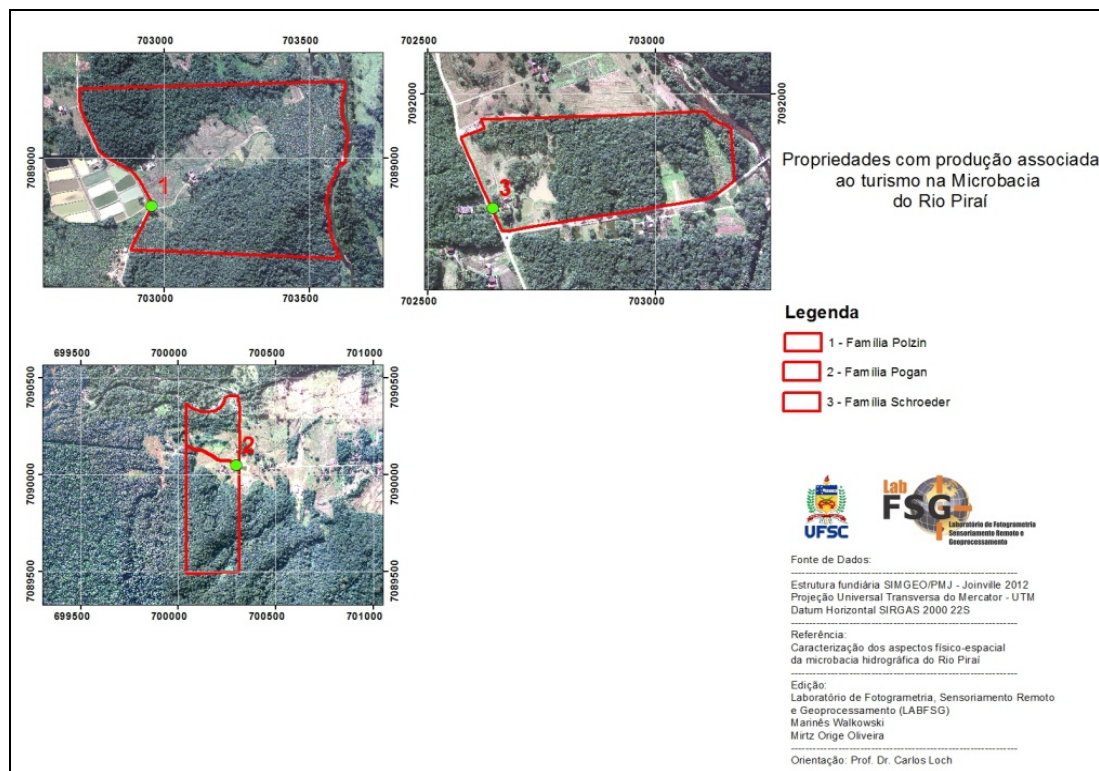 703000 703500
7089000
1
703000 703500
702500 703000
7092000
3
702500 703000
Propriedades com produção associada
ao turismo na Microbacia
do Rio Piraí
Legenda
1 - Família Polzin
2 - Família Pogan
3 - Família Schroeder
699500 700000 700500 701000
7090500
7090000
7089500
2
699500 700000 700500 701000
UFSC
Lab
FSG
Laboratório de Fotogrametria
Sensoriamento Remoto e
Geoprocessamento
Fonte de Dados:
Estrutura fundiária SIMGEO/PMJ - Joinville 2012
Projeção Universal Transversa do Mercator - UTM
Datum Horizontal SIRGAS 2000 22S
Referência:
Caracterização dos aspectos físico-espacial
da microbacia hidrográfica do Rio Piraí
Edição:
Laboratório de Fotogrametria, Sensoriamento Remoto
e Geoprocessamento (LABFSG)
Marinês Walkowski
Mirtz Orige Oliveira
Orientação: Prof. Dr. Carlos Loch